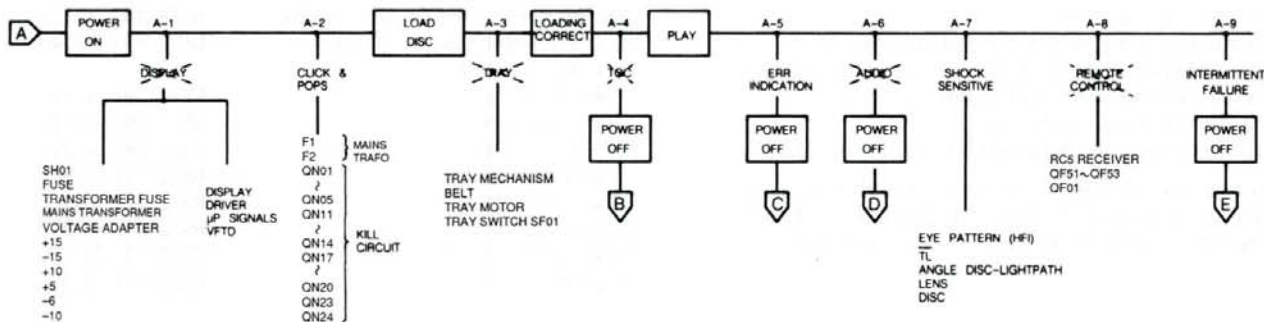 A-1 A-2 A-3 A-4 A-5 A-6 A-7 A-8 A-9
A
POWER
ON
LOAD
DISC
LOADING
CORRECT
PLAY
DISPLAY
CLICK &
POPS
TRAY
TOC
ERR
INDICATION
AUDIO
SHOCK
SENSITIVE
REMOTE
CONTROL
INTERMITTENT
FAILURE
SH01
FUSE
TRANSFORMER FUSE
MAINS TRANSFORMER
VOLTAGE ADAPTER
+15
-15
+10
+5
-6
-10
DISPLAY
DRIVER
µP SIGNALS
VFTD
F1
F2
MAINS
TRAFO
QN01
~
QN05
QN11
~
QN14
QN17
~
QN20
QN23
QN24
KILL
CIRCUIT
TRAY MECHANISM
BELT
TRAY MOTOR
TRAY SWITCH SF01
POWER
OFF
B
POWER
OFF
C
POWER
OFF
D
EYE PATTERN (HFI)
TL
ANGLE DISC-LIGHTPATH
LENS
DISC
RC5 RECEIVER
QF51~QF53
QF01
POWER
OFF
E